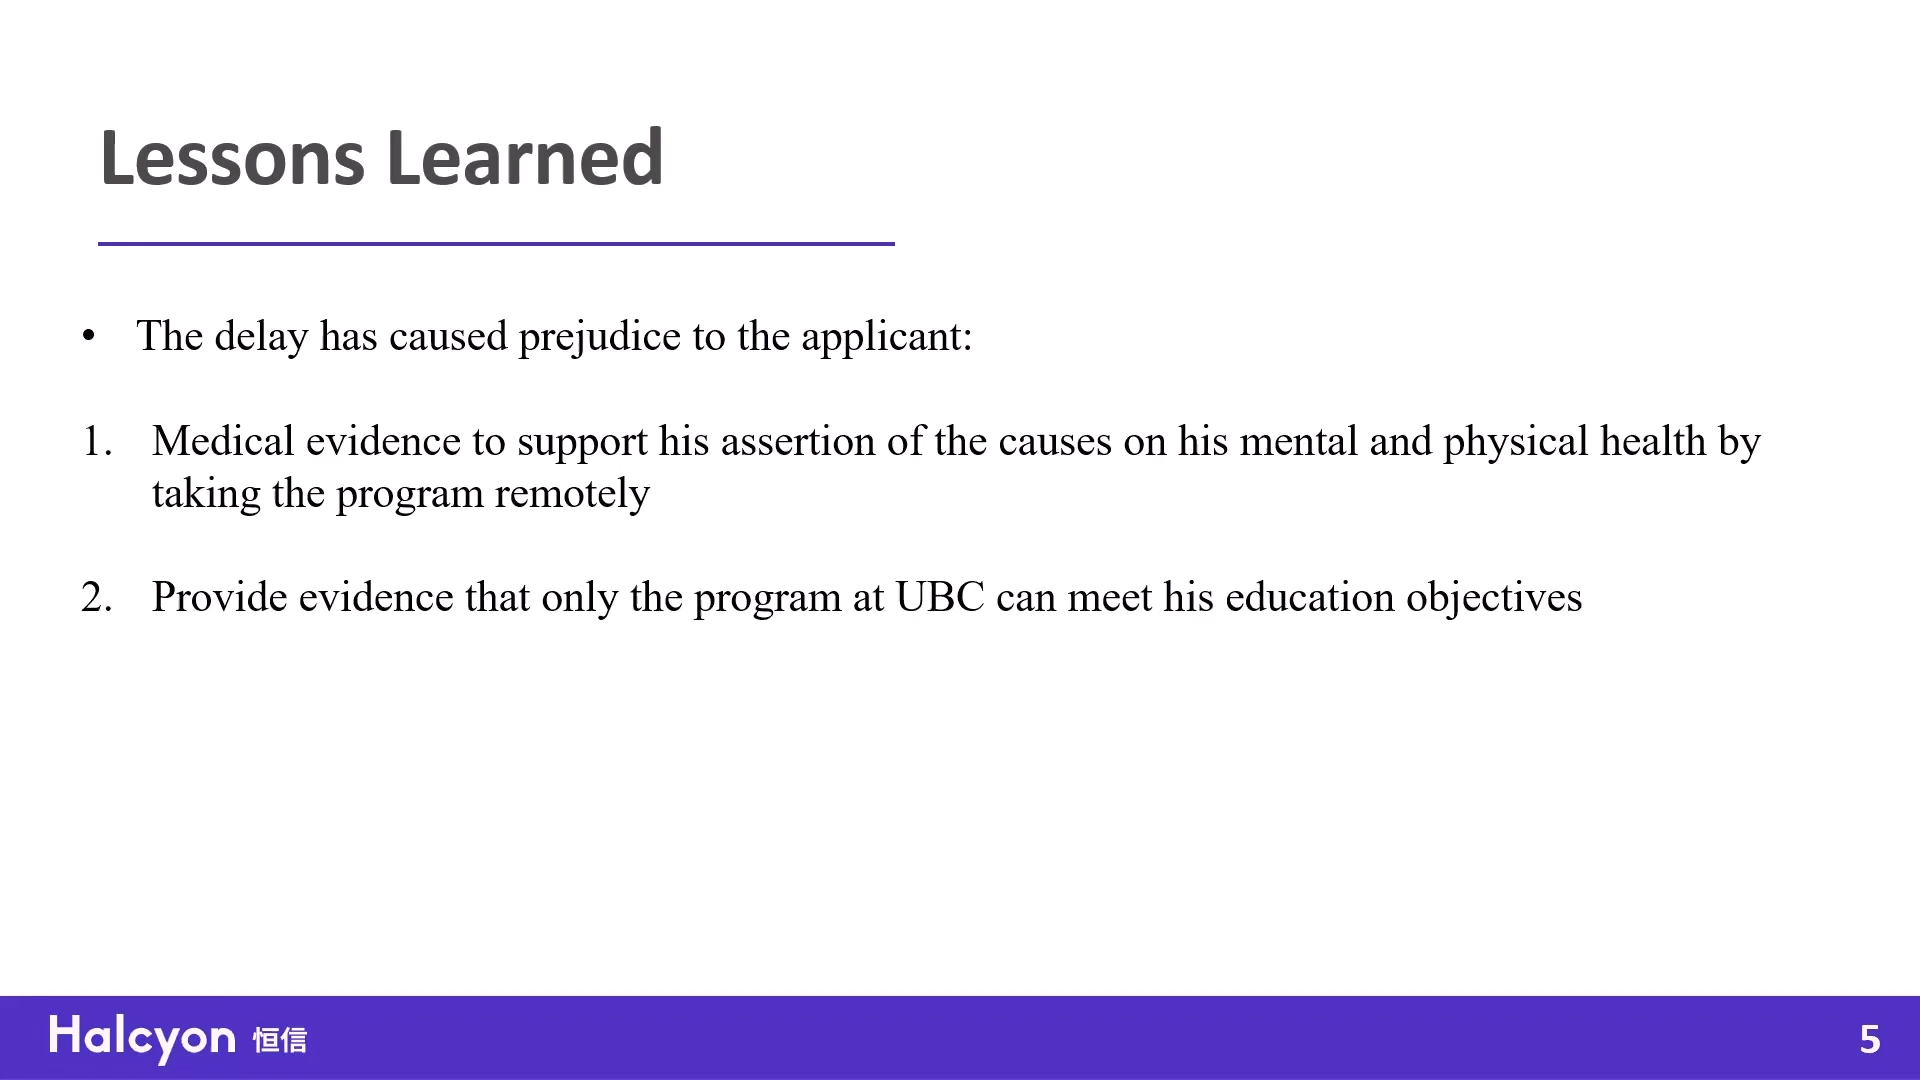 Lessons Learned
• The delay has caused prejudice to the applicant:
1. Medical evidence to support his assertion of the causes on his mental and physical health by
taking the program remotely
2. Provide evidence that only the program at UBC can meet his education objectives
Halcyon 恒信
5